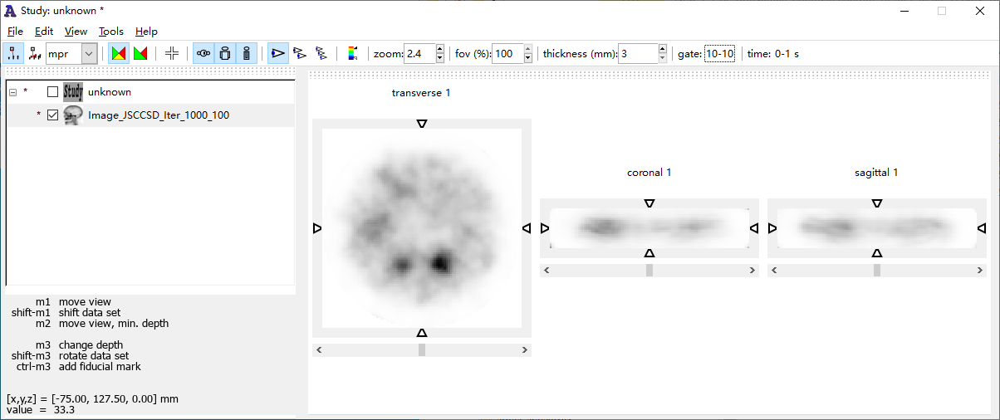 Study: unknown *
File Edit View Tools Help
mpr zoom: 2.4 fov (%): 100 thickness (mm): 3 gate: 10-10 time: 0-1 s
* Study unknown
* Image_JSCCSD_Iter_1000_100
transverse 1
coronal 1
sagittal 1
m1 move view
shift-m1 shift data set
m2 move view, min. depth
m3 change depth
shift-m3 rotate data set
ctrl-m3 add fiducial mark
[x,y,z] = [-75.00, 127.50, 0.00] mm
value = 33.3